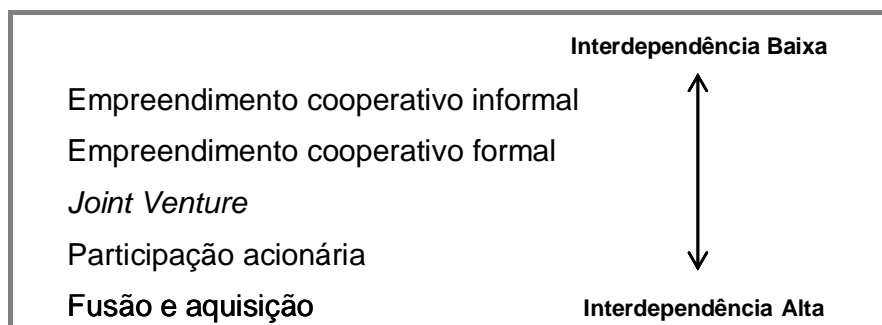 Interdependência Baixa
Empreendimento cooperativo informal
Empreendimento cooperativo formal
Joint Venture
Participação acionária
Fusão e aquisição
Interdependência Alta